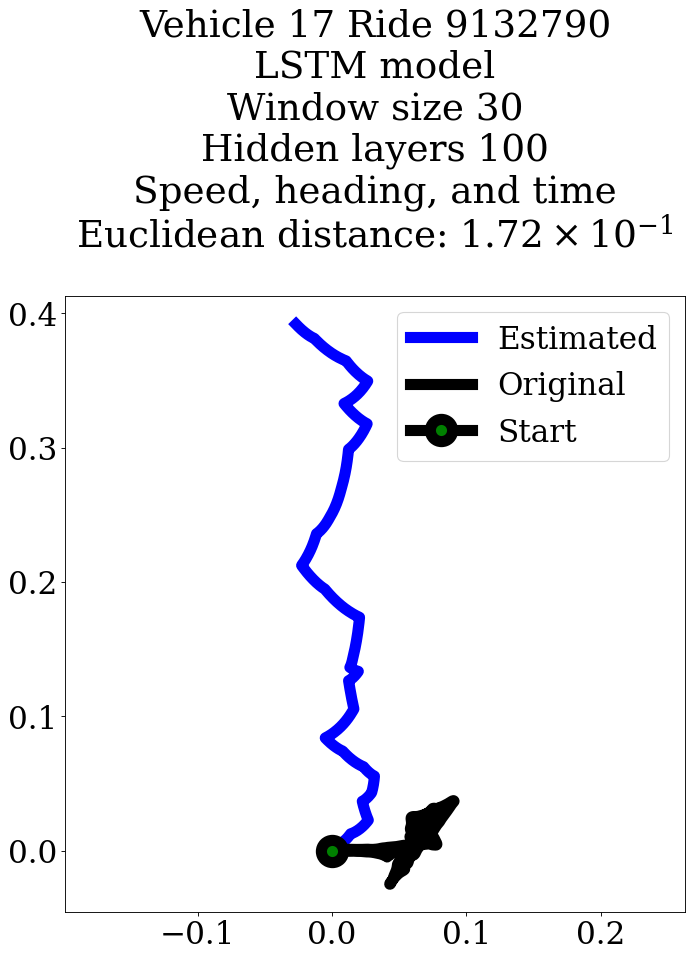 Vehicle 17 Ride 9132790
LSTM model
Window size 30
Hidden layers 100
Speed, heading, and time
Euclidean distance: 1.72 × 10⁻¹
Estimated
Original
Start
0.4
0.3
0.2
0.1
0.0
−0.1 0.0 0.1 0.2